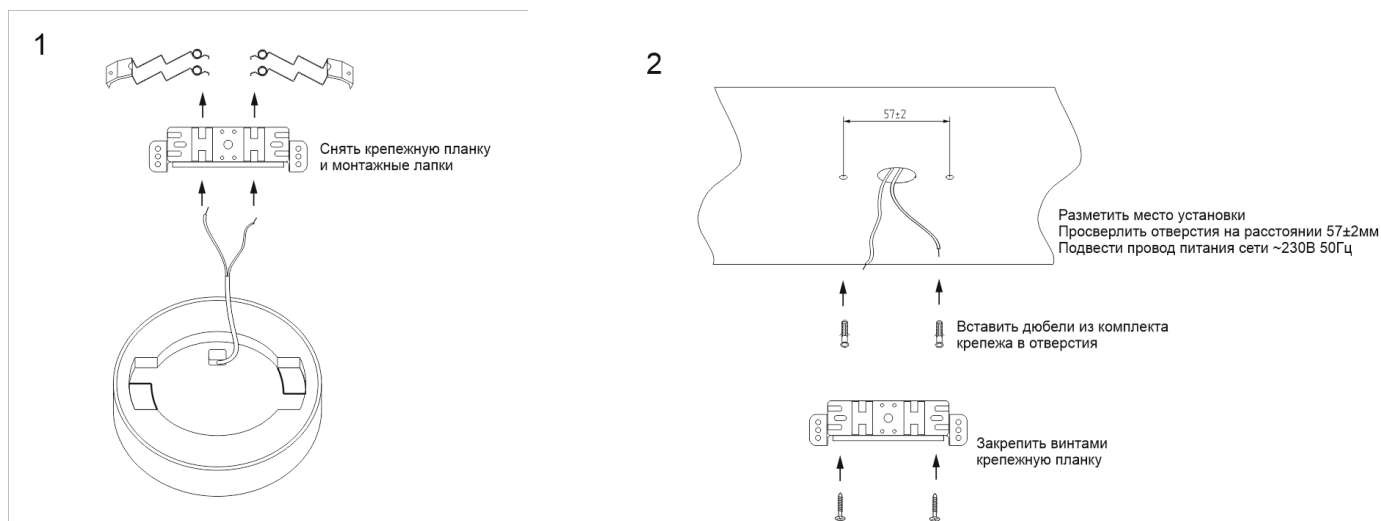 1
Снять крепежную планку
и монтажные лапки
2
57±2
Разметить место установки
Просверлить отверстия на расстоянии 57±2мм
Подвести провод питания сети ~230В 50Гц
Вставить дюбели из комплекта
крепежа в отверстия
Закрепить винтами
крепежную планку